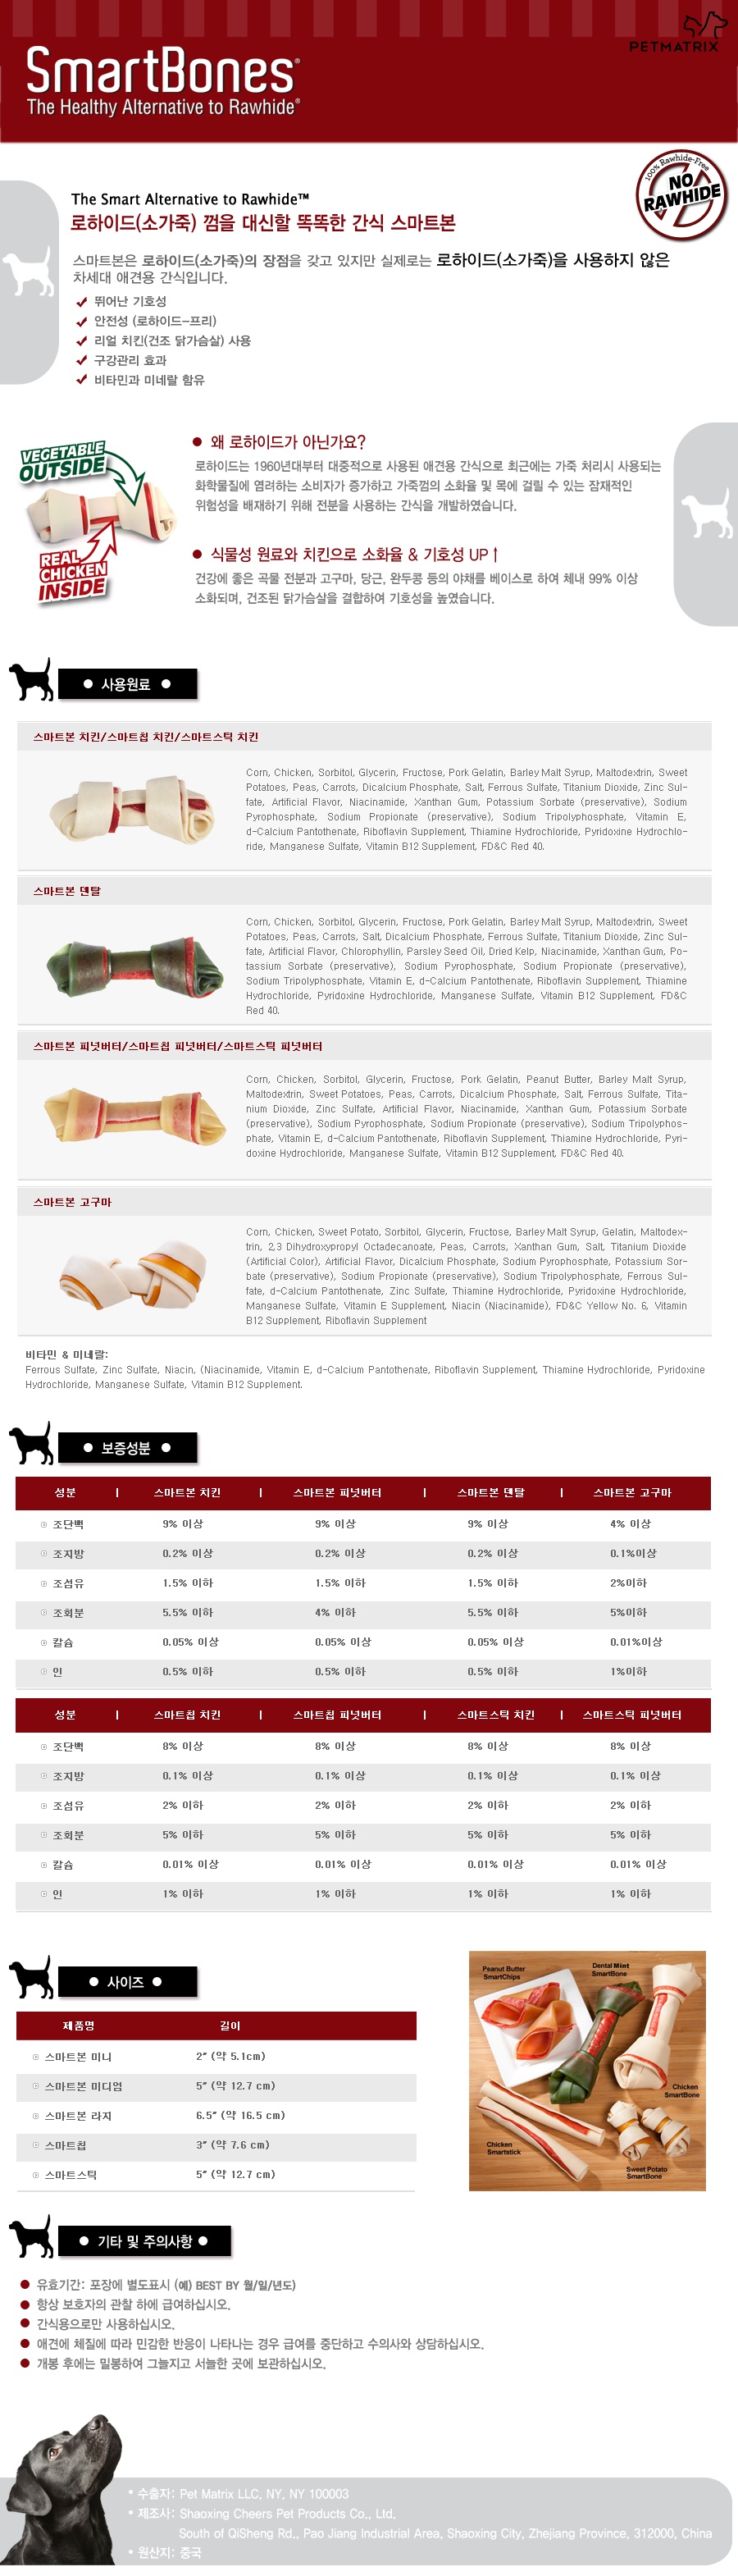 PETMATRIX
SmartBones®
The Healthy Alternative to Rawhide®
100% Rawhide-Free
NO
RAWHIDE
The Smart Alternative to Rawhide™
로하이드(소가죽) 껌을 대신할 똑똑한 간식 스마트본
스마트본은 로하이드(소가죽)의 장점을 갖고 있지만 실제로는 로하이드(소가죽)을 사용하지 않은
차세대 애견용 간식입니다.
뛰어난 기호성
안전성 (로하이드-프리)
리얼 치킨(건조 닭가슴살) 사용
구강관리 효과
비타민과 미네랄 함유
VEGETABLE
OUTSIDE
REAL
CHICKEN
INSIDE
● 왜 로하이드가 아닌가요?
로하이드는 1960년대부터 대중적으로 사용된 애견용 간식으로 최근에는 가죽 처리시 사용되는
화학물질에 염려하는 소비자가 증가하고 가죽껌의 소화율 및 목에 걸릴 수 있는 잠재적인
위험성을 배재하기 위해 전분을 사용하는 간식을 개발하였습니다.
● 식물성 원료와 치킨으로 소화율 & 기호성 UP↑
건강에 좋은 곡물 전분과 고구마, 당근, 완두콩 등의 야채를 베이스로 하여 체내 99% 이상
소화되며, 건조된 닭가슴살을 결합하여 기호성을 높였습니다.
● 사용원료 ●
스마트본 치킨/스마트칩 치킨/스마트스틱 치킨
Corn, Chicken, Sorbitol, Glycerin, Fructose, Pork Gelatin, Barley Malt Syrup, Maltodextrin, Sweet
Potatoes, Peas, Carrots, Dicalcium Phosphate, Salt, Ferrous Sulfate, Titanium Dioxide, Zinc Sul-
fate, Artificial Flavor, Niacinamide, Xanthan Gum, Potassium Sorbate (preservative), Sodium
Pyrophosphate, Sodium Propionate (preservative), Sodium Tripolyphosphate, Vitamin E,
d-Calcium Pantothenate, Riboflavin Supplement, Thiamine Hydrochloride, Pyridoxine Hydrochlo-
ride, Manganese Sulfate, Vitamin B12 Supplement, FD&C Red 40.
스마트본 덴탈
Corn, Chicken, Sorbitol, Glycerin, Fructose, Pork Gelatin, Barley Malt Syrup, Maltodextrin, Sweet
Potatoes, Peas, Carrots, Salt, Dicalcium Phosphate, Ferrous Sulfate, Titanium Dioxide, Zinc Sul-
fate, Artificial Flavor, Chlorophyllin, Parsley Seed Oil, Dried Kelp, Niacinamide, Xanthan Gum, Po-
tassium Sorbate (preservative), Sodium Pyrophosphate, Sodium Propionate (preservative),
Sodium Tripolyphosphate, Vitamin E, d-Calcium Pantothenate, Riboflavin Supplement, Thiamine
Hydrochloride, Pyridoxine Hydrochloride, Manganese Sulfate, Vitamin B12 Supplement, FD&C
Red 40.
스마트본 피넛버터/스마트칩 피넛버터/스마트스틱 피넛버터
Corn, Chicken, Sorbitol, Glycerin, Fructose, Pork Gelatin, Peanut Butter, Barley Malt Syrup,
Maltodextrin, Sweet Potatoes, Peas, Carrots, Dicalcium Phosphate, Salt, Ferrous Sulfate, Tita-
nium Dioxide, Zinc Sulfate, Artificial Flavor, Niacinamide, Xanthan Gum, Potassium Sorbate
(preservative), Sodium Pyrophosphate, Sodium Propionate (preservative), Sodium Tripolyphos-
phate, Vitamin E, d-Calcium Pantothenate, Riboflavin Supplement, Thiamine Hydrochloride, Pyri-
doxine Hydrochloride, Manganese Sulfate, Vitamin B12 Supplement, FD&C Red 40.
스마트본 고구마
Corn, Chicken, Sweet Potato, Sorbitol, Glycerin, Fructose, Barley Malt Syrup, Gelatin, Maltodex-
trin, 2,3 Dihydroxypropyl Octadecanoate, Peas, Carrots, Xanthan Gum, Salt, Titanium Dioxide
(Artificial Color), Artificial Flavor, Dicalcium Phosphate, Sodium Pyrophosphate, Potassium Sor-
bate (preservative), Sodium Propionate (preservative), Sodium Tripolyphosphate, Ferrous Sul-
fate, d-Calcium Pantothenate, Zinc Sulfate, Thiamine Hydrochloride, Pyridoxine Hydrochloride,
Manganese Sulfate, Vitamin E Supplement, Niacin (Niacinamide), FD&C Yellow No. 6, Vitamin
B12 Supplement, Riboflavin Supplement
비타민 & 미네랄:
Ferrous Sulfate, Zinc Sulfate, Niacin, (Niacinamide, Vitamin E, d-Calcium Pantothenate, Riboflavin Supplement, Thiamine Hydrochloride, Pyridoxine
Hydrochloride, Manganese Sulfate, Vitamin B12 Supplement.
● 보증성분 ●
성분 | 스마트본 치킨 | 스마트본 피넛버터 | 스마트본 덴탈 | 스마트본 고구마
조단백 9% 이상 9% 이상 9% 이상 4% 이상
조지방 0.2% 이상 0.2% 이상 0.2% 이상 0.1%이상
조섬유 1.5% 이하 1.5% 이하 1.5% 이하 2%이하
조회분 5.5% 이하 4% 이하 5.5% 이하 5%이하
칼슘 0.05% 이상 0.05% 이상 0.05% 이상 0.01%이상
인 0.5% 이하 0.5% 이하 0.5% 이하 1%이하
성분 | 스마트칩 치킨 | 스마트칩 피넛버터 | 스마트스틱 치킨 | 스마트스틱 피넛버터
조단백 8% 이상 8% 이상 8% 이상 8% 이상
조지방 0.1% 이상 0.1% 이상 0.1% 이상 0.1% 이상
조섬유 2% 이하 2% 이하 2% 이하 2% 이하
조회분 5% 이하 5% 이하 5% 이하 5% 이하
칼슘 0.01% 이상 0.01% 이상 0.01% 이상 0.01% 이상
인 1% 이하 1% 이하 1% 이하 1% 이하
● 사이즈 ●
제품명 길이
스마트본 미니 2" (약 5.1cm)
스마트본 미디엄 5" (약 12.7 cm)
스마트본 라지 6.5" (약 16.5 cm)
스마트칩 3" (약 7.6 cm)
스마트스틱 5" (약 12.7 cm)
Peanut Butter
SmartChips
Dental Mint
SmartBone
Chicken
SmartBone
Chicken
Smartstick
Sweet Potato
SmartBone
● 기타 및 주의사항 ●
● 유효기간: 포장에 별도표시 (예) BEST BY 월/일/년도)
● 항상 보호자의 관찰 하에 급여하십시오.
● 간식용으로만 사용하십시오.
● 애견에 체질에 따라 민감한 반응이 나타나는 경우 급여를 중단하고 수의사와 상담하십시오.
● 개봉 후에는 밀봉하여 그늘지고 서늘한 곳에 보관하십시오.
* 수출자: Pet Matrix LLC, NY, NY 100003
* 제조사: Shaoxing Cheers Pet Products Co., Ltd.
South of QiSheng Rd., Pao Jiang Industrial Area, Shaoxing City, Zhejiang Province, 312000, China
* 원산지: 중국